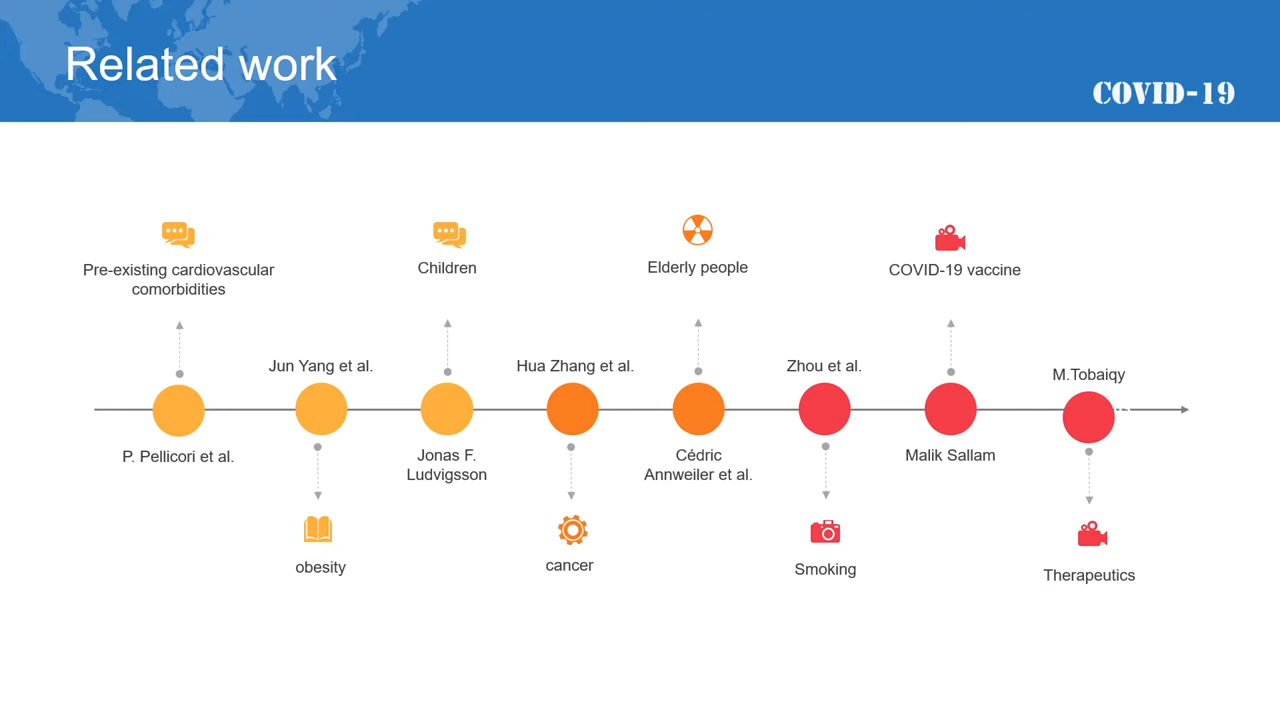 Related work
COVID-19
Pre-existing cardiovascular
comorbidities
Children
Elderly people
COVID-19 vaccine
Jun Yang et al.
Hua Zhang et al.
Zhou et al.
M.Tobaiqy
P. Pellicori et al.
Jonas F.
Ludvigsson
Cédric
Annweiler et al.
Malik Sallam
obesity
cancer
Smoking
Therapeutics